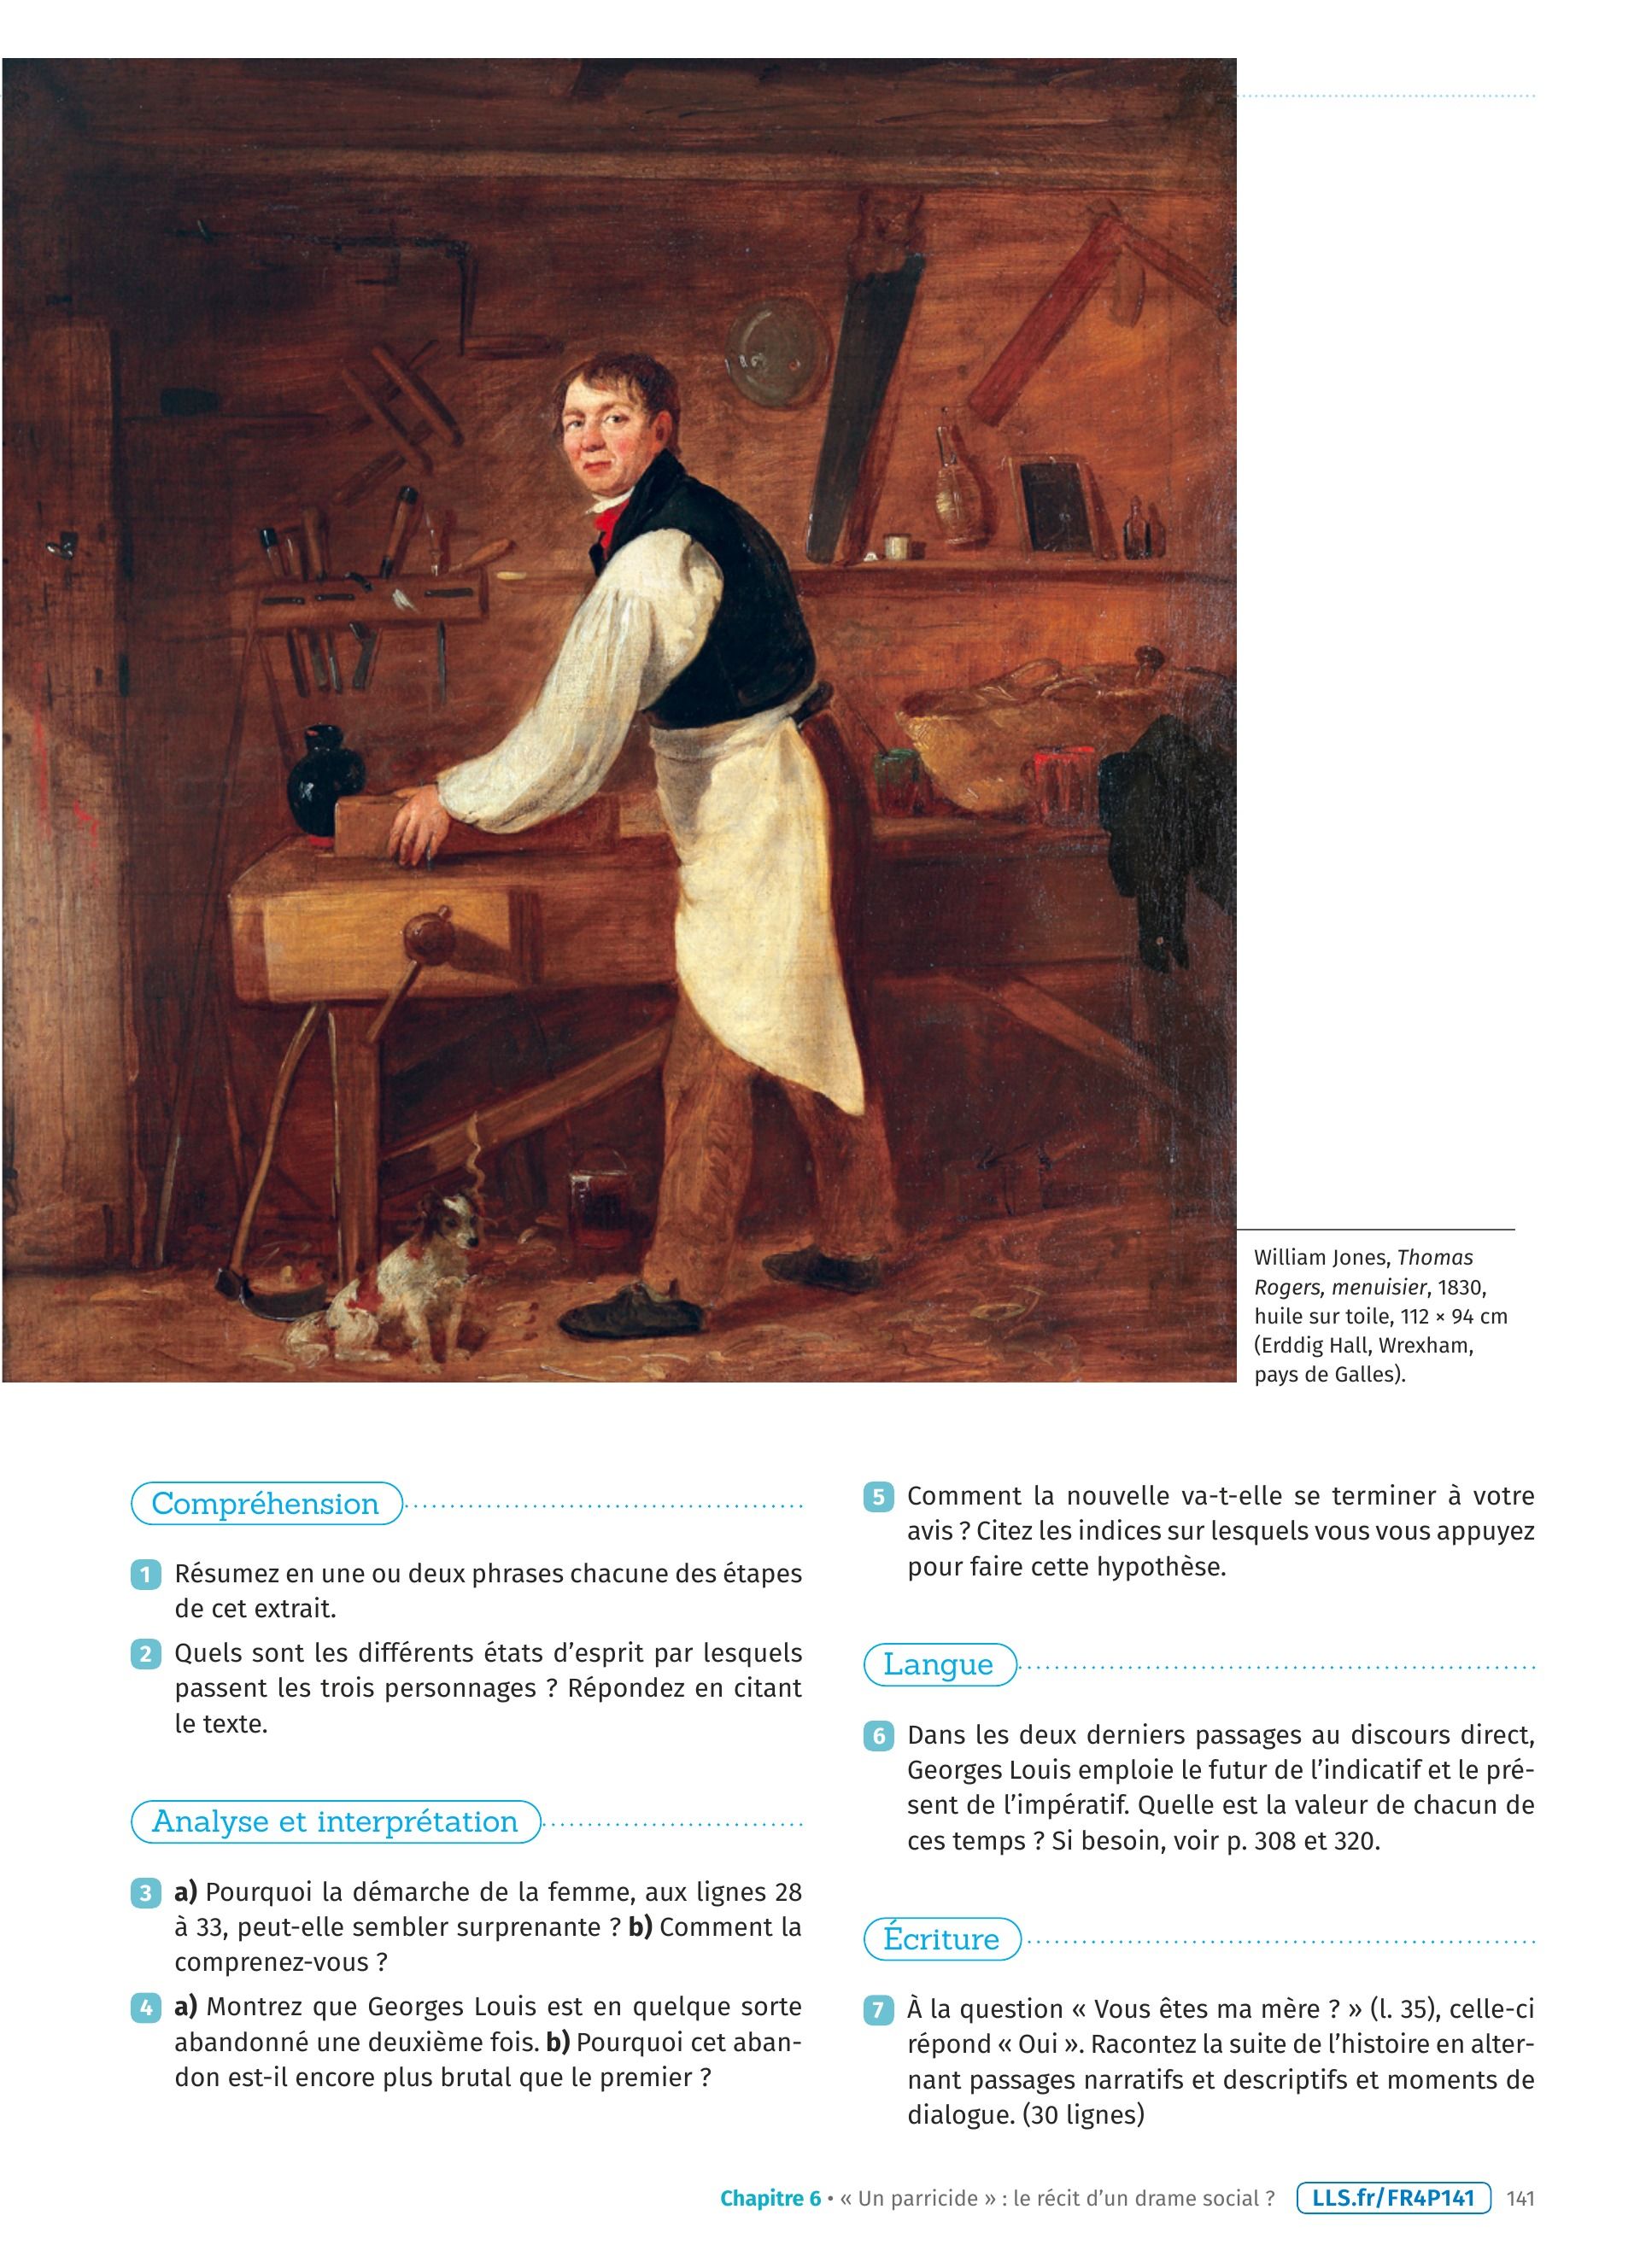 William Jones, Thomas
Rogers, menuisier, 1830,
huile sur toile, 112 × 94 cm
(Erddig Hall, Wrexham,
pays de Galles).
Compréhension
1 Résumez en une ou deux phrases chacune des étapes
de cet extrait.
2 Quels sont les différents états d’esprit par lesquels
passent les trois personnages ? Répondez en citant
le texte.
Analyse et interprétation
3 a) Pourquoi la démarche de la femme, aux lignes 28
à 33, peut-elle sembler surprenante ? b) Comment la
comprenez-vous ?
4 a) Montrez que Georges Louis est en quelque sorte
abandonné une deuxième fois. b) Pourquoi cet aban-
don est-il encore plus brutal que le premier ?
5 Comment la nouvelle va-t-elle se terminer à votre
avis ? Citez les indices sur lesquels vous vous appuyez
pour faire cette hypothèse.
Langue
6 Dans les deux derniers passages au discours direct,
Georges Louis emploie le futur de l’indicatif et le pré-
sent de l’impératif. Quelle est la valeur de chacun de
ces temps ? Si besoin, voir p. 308 et 320.
Écriture
7 À la question « Vous êtes ma mère ? » (l. 35), celle-ci
répond « Oui ». Racontez la suite de l’histoire en alter-
nant passages narratifs et descriptifs et moments de
dialogue. (30 lignes)
Chapitre 6 • « Un parricide » : le récit d’un drame social ? LLS.fr/FR4P141 141